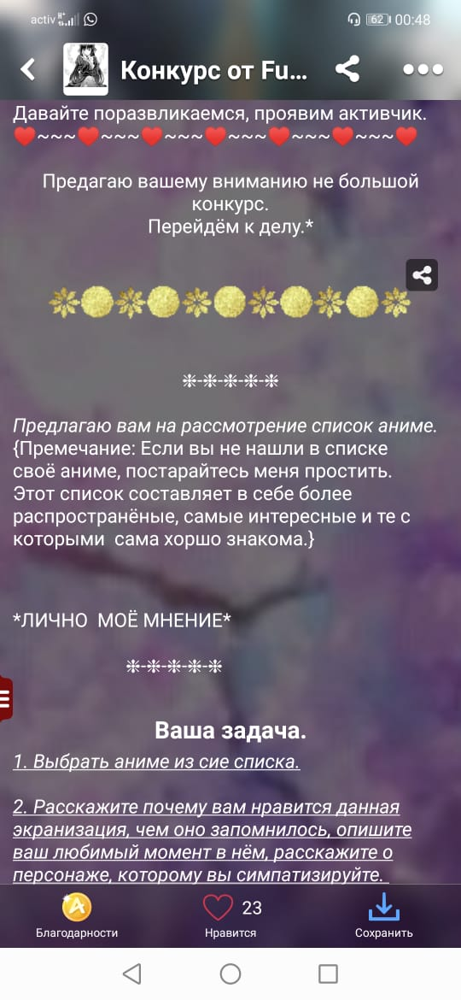 activ 62 00:48
Конкурс от Fu...
Давайте поразвликаемся, проявим активчик.
❤~~~❤~~~❤~~~❤~~~❤~~~❤~~~❤
Предагаю вашему вниманию не большой
конкурс.
Перейдём к делу.*
❉-❉-❉-❉-❉
Предлагаю вам на рассмотрение список аниме.
{Премечание: Если вы не нашли в списке
своё аниме, постарайтесь меня простить.
Этот список составляет в себе более
распространёные, самые интересные и те с
которыми сама хоршо знакома.}
*ЛИЧНО МОЁ МНЕНИЕ*
❉-❉-❉-❉-❉
Ваша задача.
1. Выбрать аниме из сие списка.
2. Расскажите почему вам нравится данная
экранизация, чем оно запомнилось, опишите
ваш любимый момент в нём, расскажите о
персонаже, которому вы симпатизируйте.
23
Благодарности Нравится Сохранить